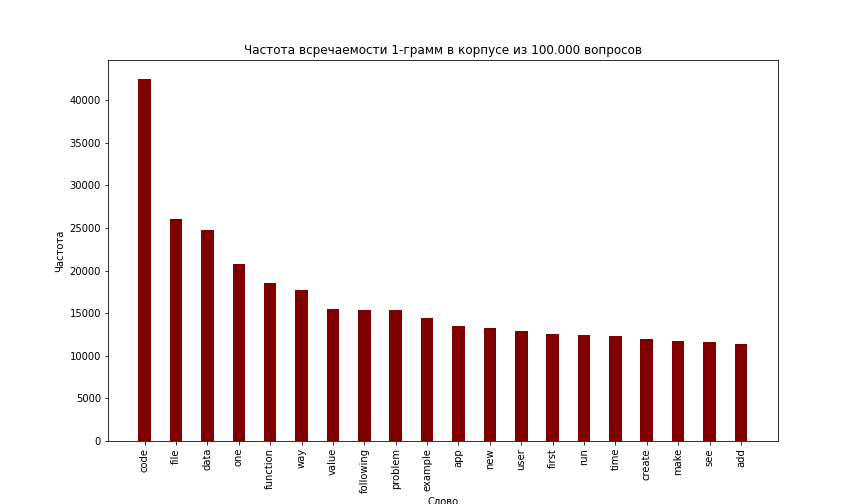 Частота всречаемости 1-грамм в корпусе из 100.000 вопросов
Частота
40000
35000
30000
25000
20000
15000
10000
5000
0
code
file
data
one
function
way
value
following
problem
example
app
new
user
first
run
time
create
make
see
add
Слово